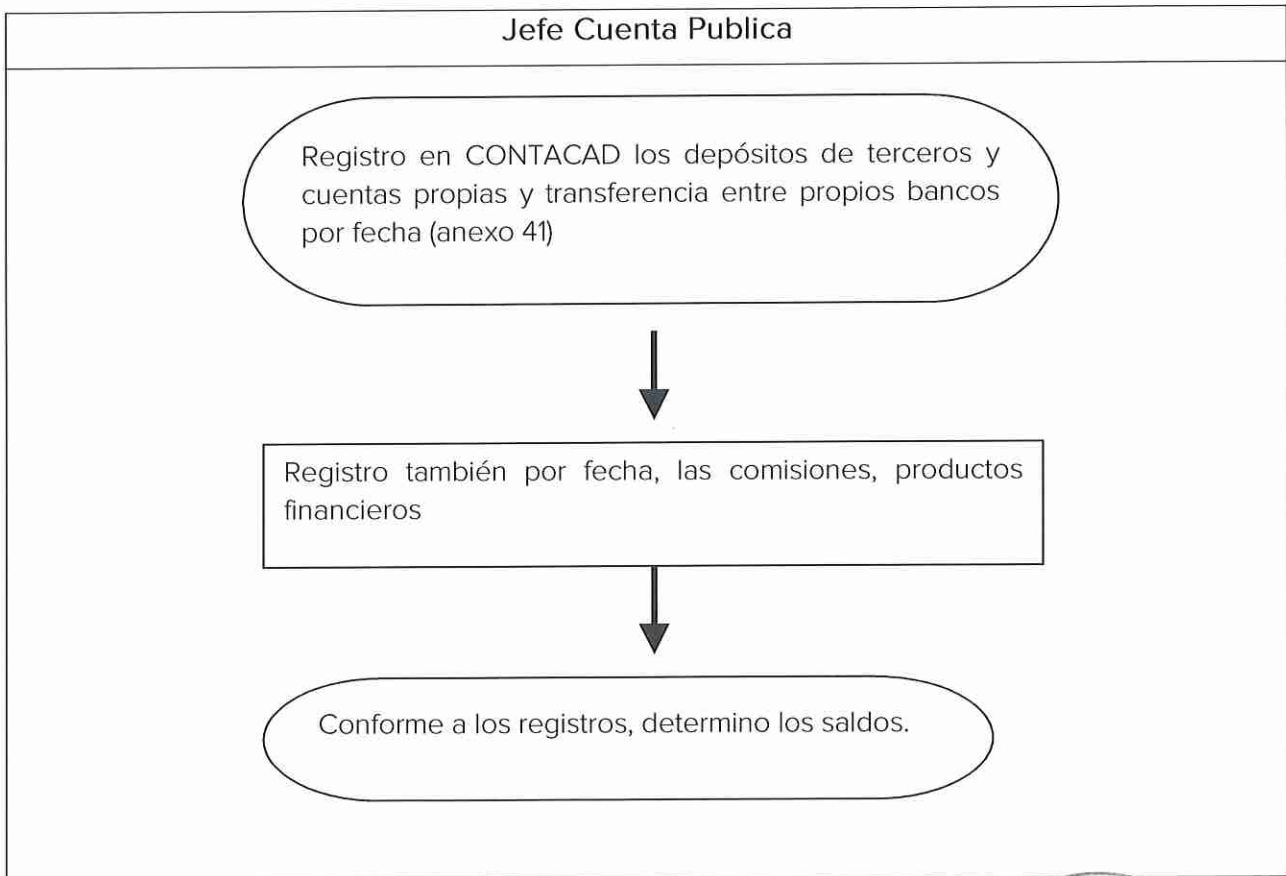 Jefe Cuenta Publica
Registro en CONTACAD los depósitos de terceros y
cuentas propias y transferencia entre propios bancos
por fecha (anexo 41)
Registro también por fecha, las comisiones, productos
financieros
Conforme a los registros, determino los saldos.